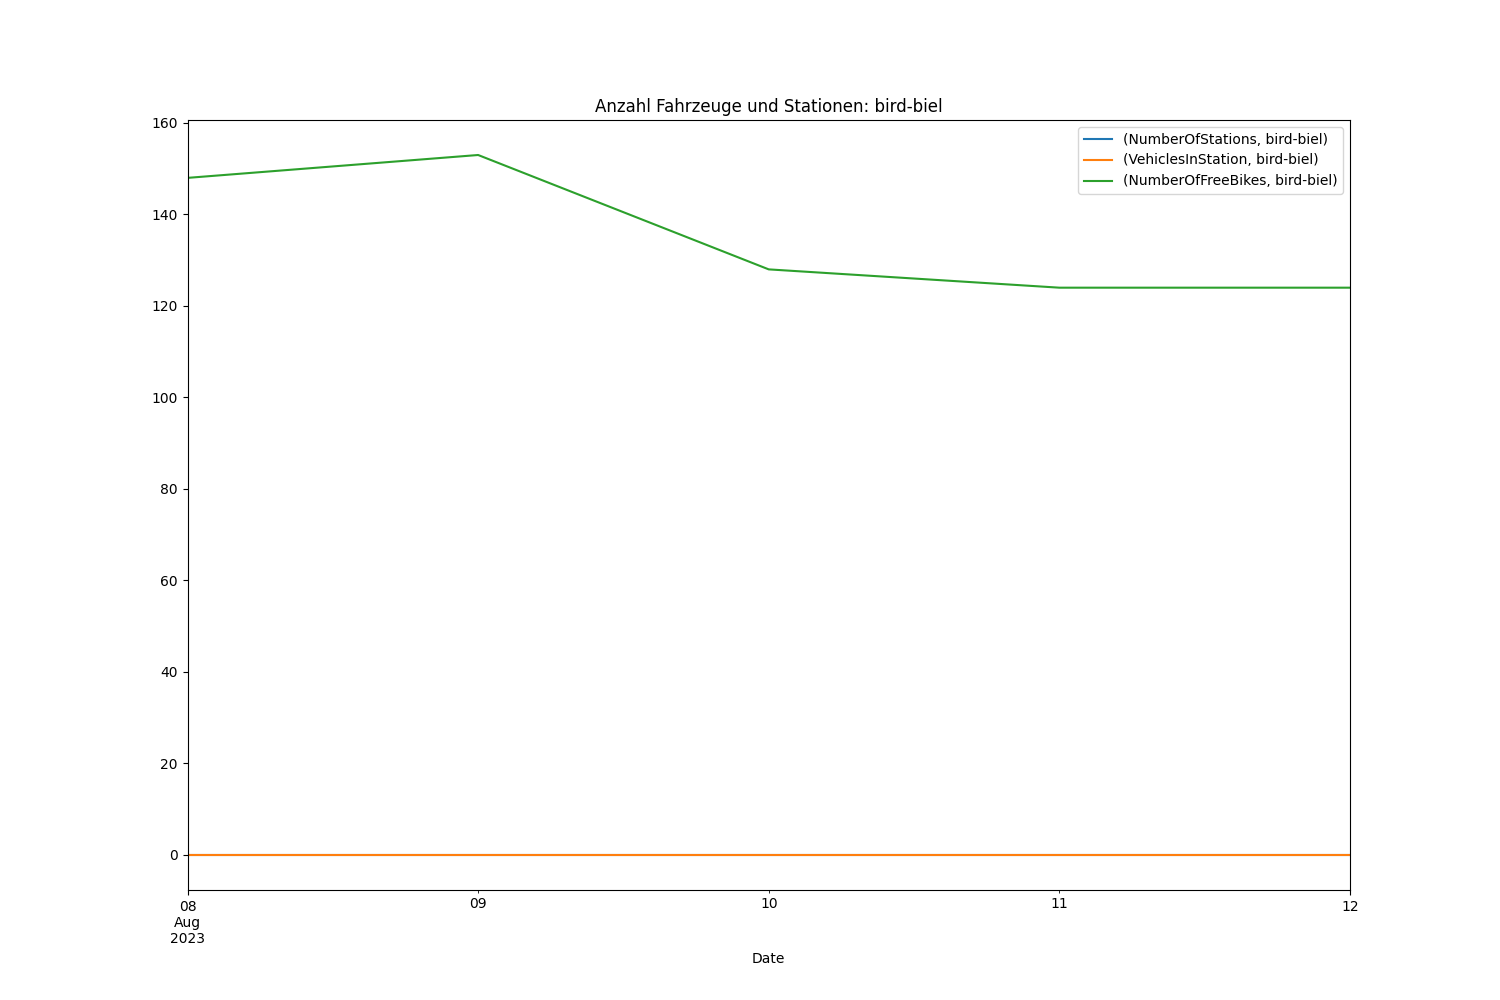 Anzahl Fahrzeuge und Stationen: bird-biel
160
140
120
100
80
60
40
20
0
(NumberOfStations, bird-biel)
(VehiclesInStation, bird-biel)
(NumberOfFreeBikes, bird-biel)
08 09 10 11 12
Aug
2023
Date